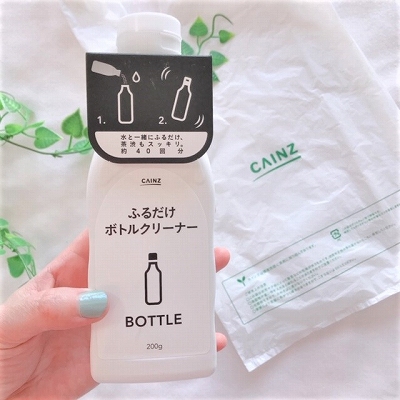 1.
2.
水と一緒にふるだけ、
茶渋もスッキリ。
約40回分
CAINZ
ふるだけ
ボトルクリーナー
BOTTLE
200g
CAINZ